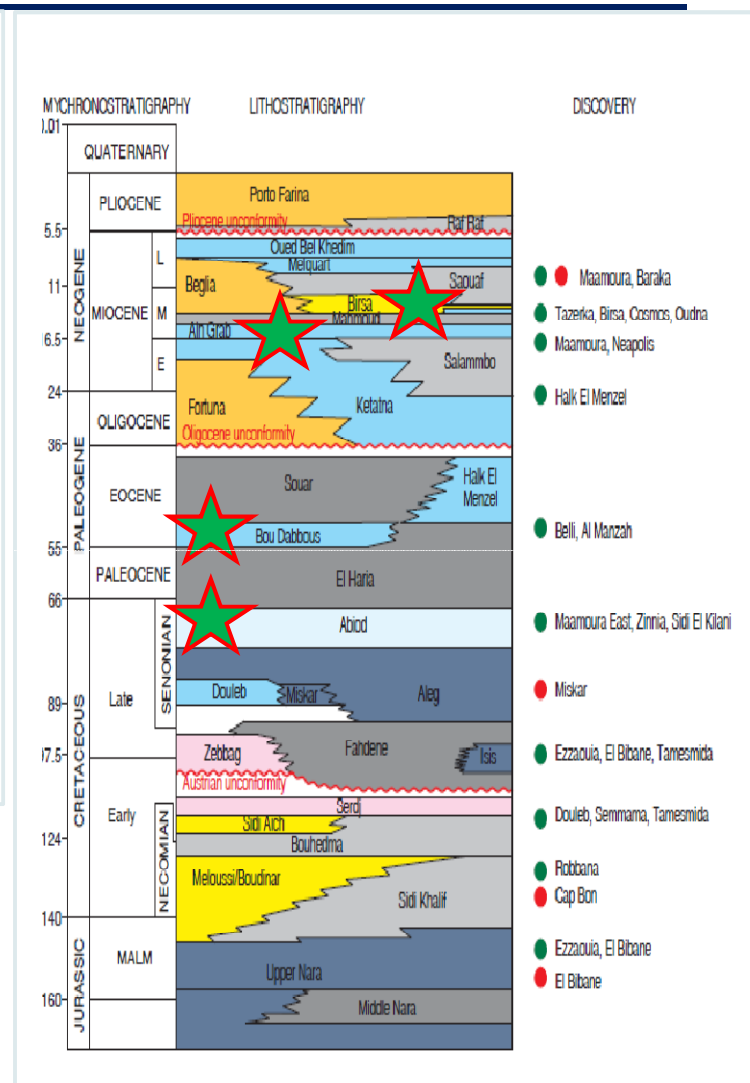 MYCHRONOSTRATIGRAPHY LITHOSTRATIGRAPHY DISCOVERY
).01
QUATERNARY
PLIOCENE Porto Farina
Pliocene unconformity Raf Raf
5.5
NEOGENE
MIOCENE
L
M
E
Oued Bel Khedim
Melquart
Beglia Saouaf
11
Maamoura, Baraka
Birsa
Mahmoud
Tazerka, Birsa, Cosmos, Oudna
Ain Grab
16.5
Maamoura, Neapolis
Salammbo
24
Halk El Menzel
PALEOGENE
OLIGOCENE
Fortuna Ketatna
Oligocene unconformity
36
EOCENE
Souar Halk El
Menzel
Bou Dabbous
Belli, Al Manzah
55
PALEOCENE El Haria
66
CRETACEOUS
Late
SENONIAN
Abiod
Maamoura East, Zinnia, Sidi El Kilani
Douleb Miskar Aleg
Miskar
89
Zebbag Fahdene Isis
Ezzaouia, El Bibane, Tamesmida
)7.5
Austrian unconformity
Early
NECOMIAN
Serdj
Sidi Aich
Douleb, Semmama, Tamesmida
124
Bouhedma
Meloussi/Boudinar
Robbana
Sidi Khalif
Cap Bon
140
JURASSIC
MALM
Ezzaouia, El Bibane
Upper Nara
El Bibane
160
Middle Nara